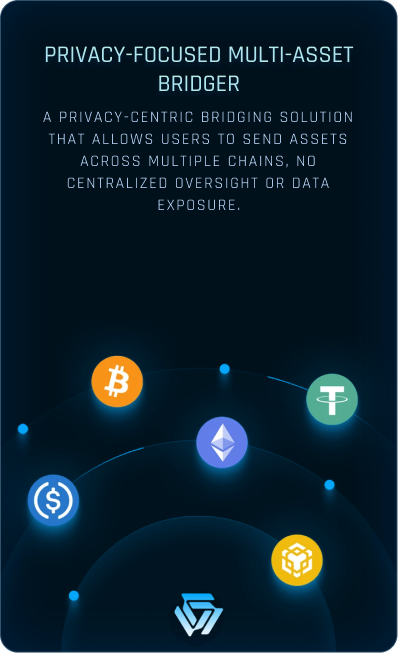 PRIVACY-FOCUSED MULTI-ASSET
BRIDGER
A PRIVACY-CENTRIC BRIDGING SOLUTION
THAT ALLOWS USERS TO SEND ASSETS
ACROSS MULTIPLE CHAINS, NO
CENTRALIZED OVERSIGHT OR DATA
EXPOSURE.